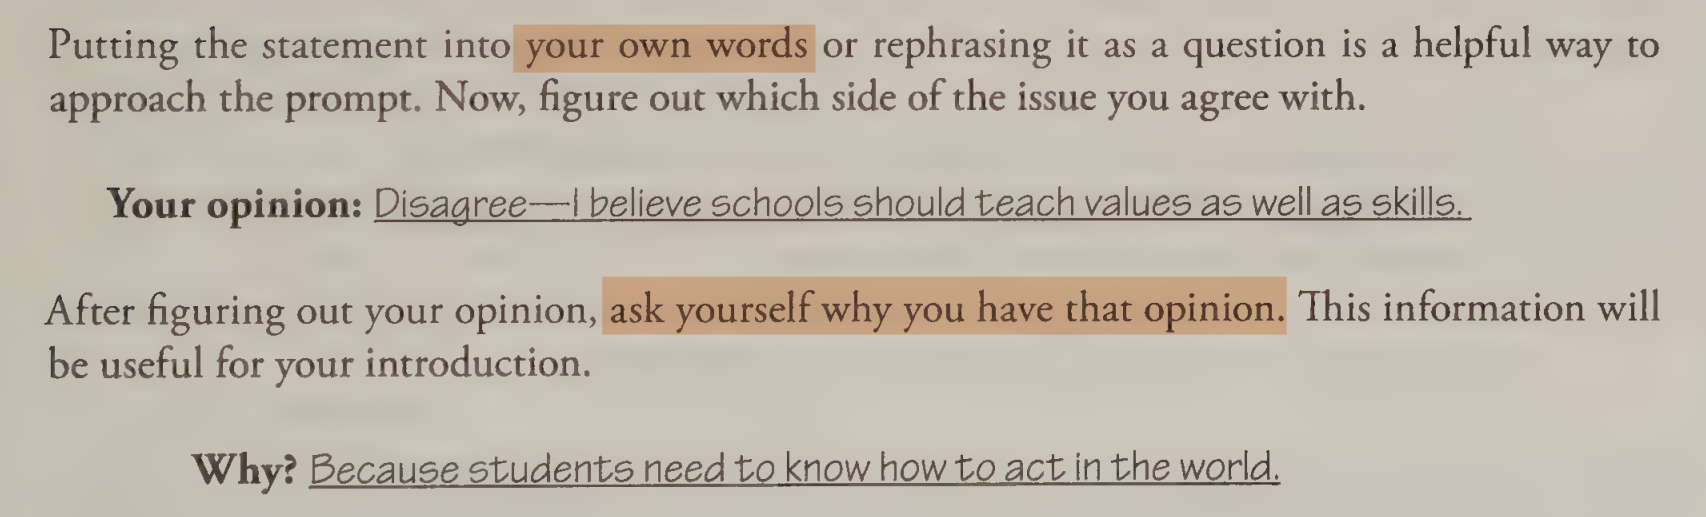 Putting the statement into your own words or rephrasing it as a question is a helpful way to
approach the prompt. Now, figure out which side of the issue you agree with.
Your opinion: Disagree—I believe schools should teach values as well as skills.
After figuring out your opinion, ask yourself why you have that opinion. This information will
be useful for your introduction.
Why? Because students need to know how to act in the world.